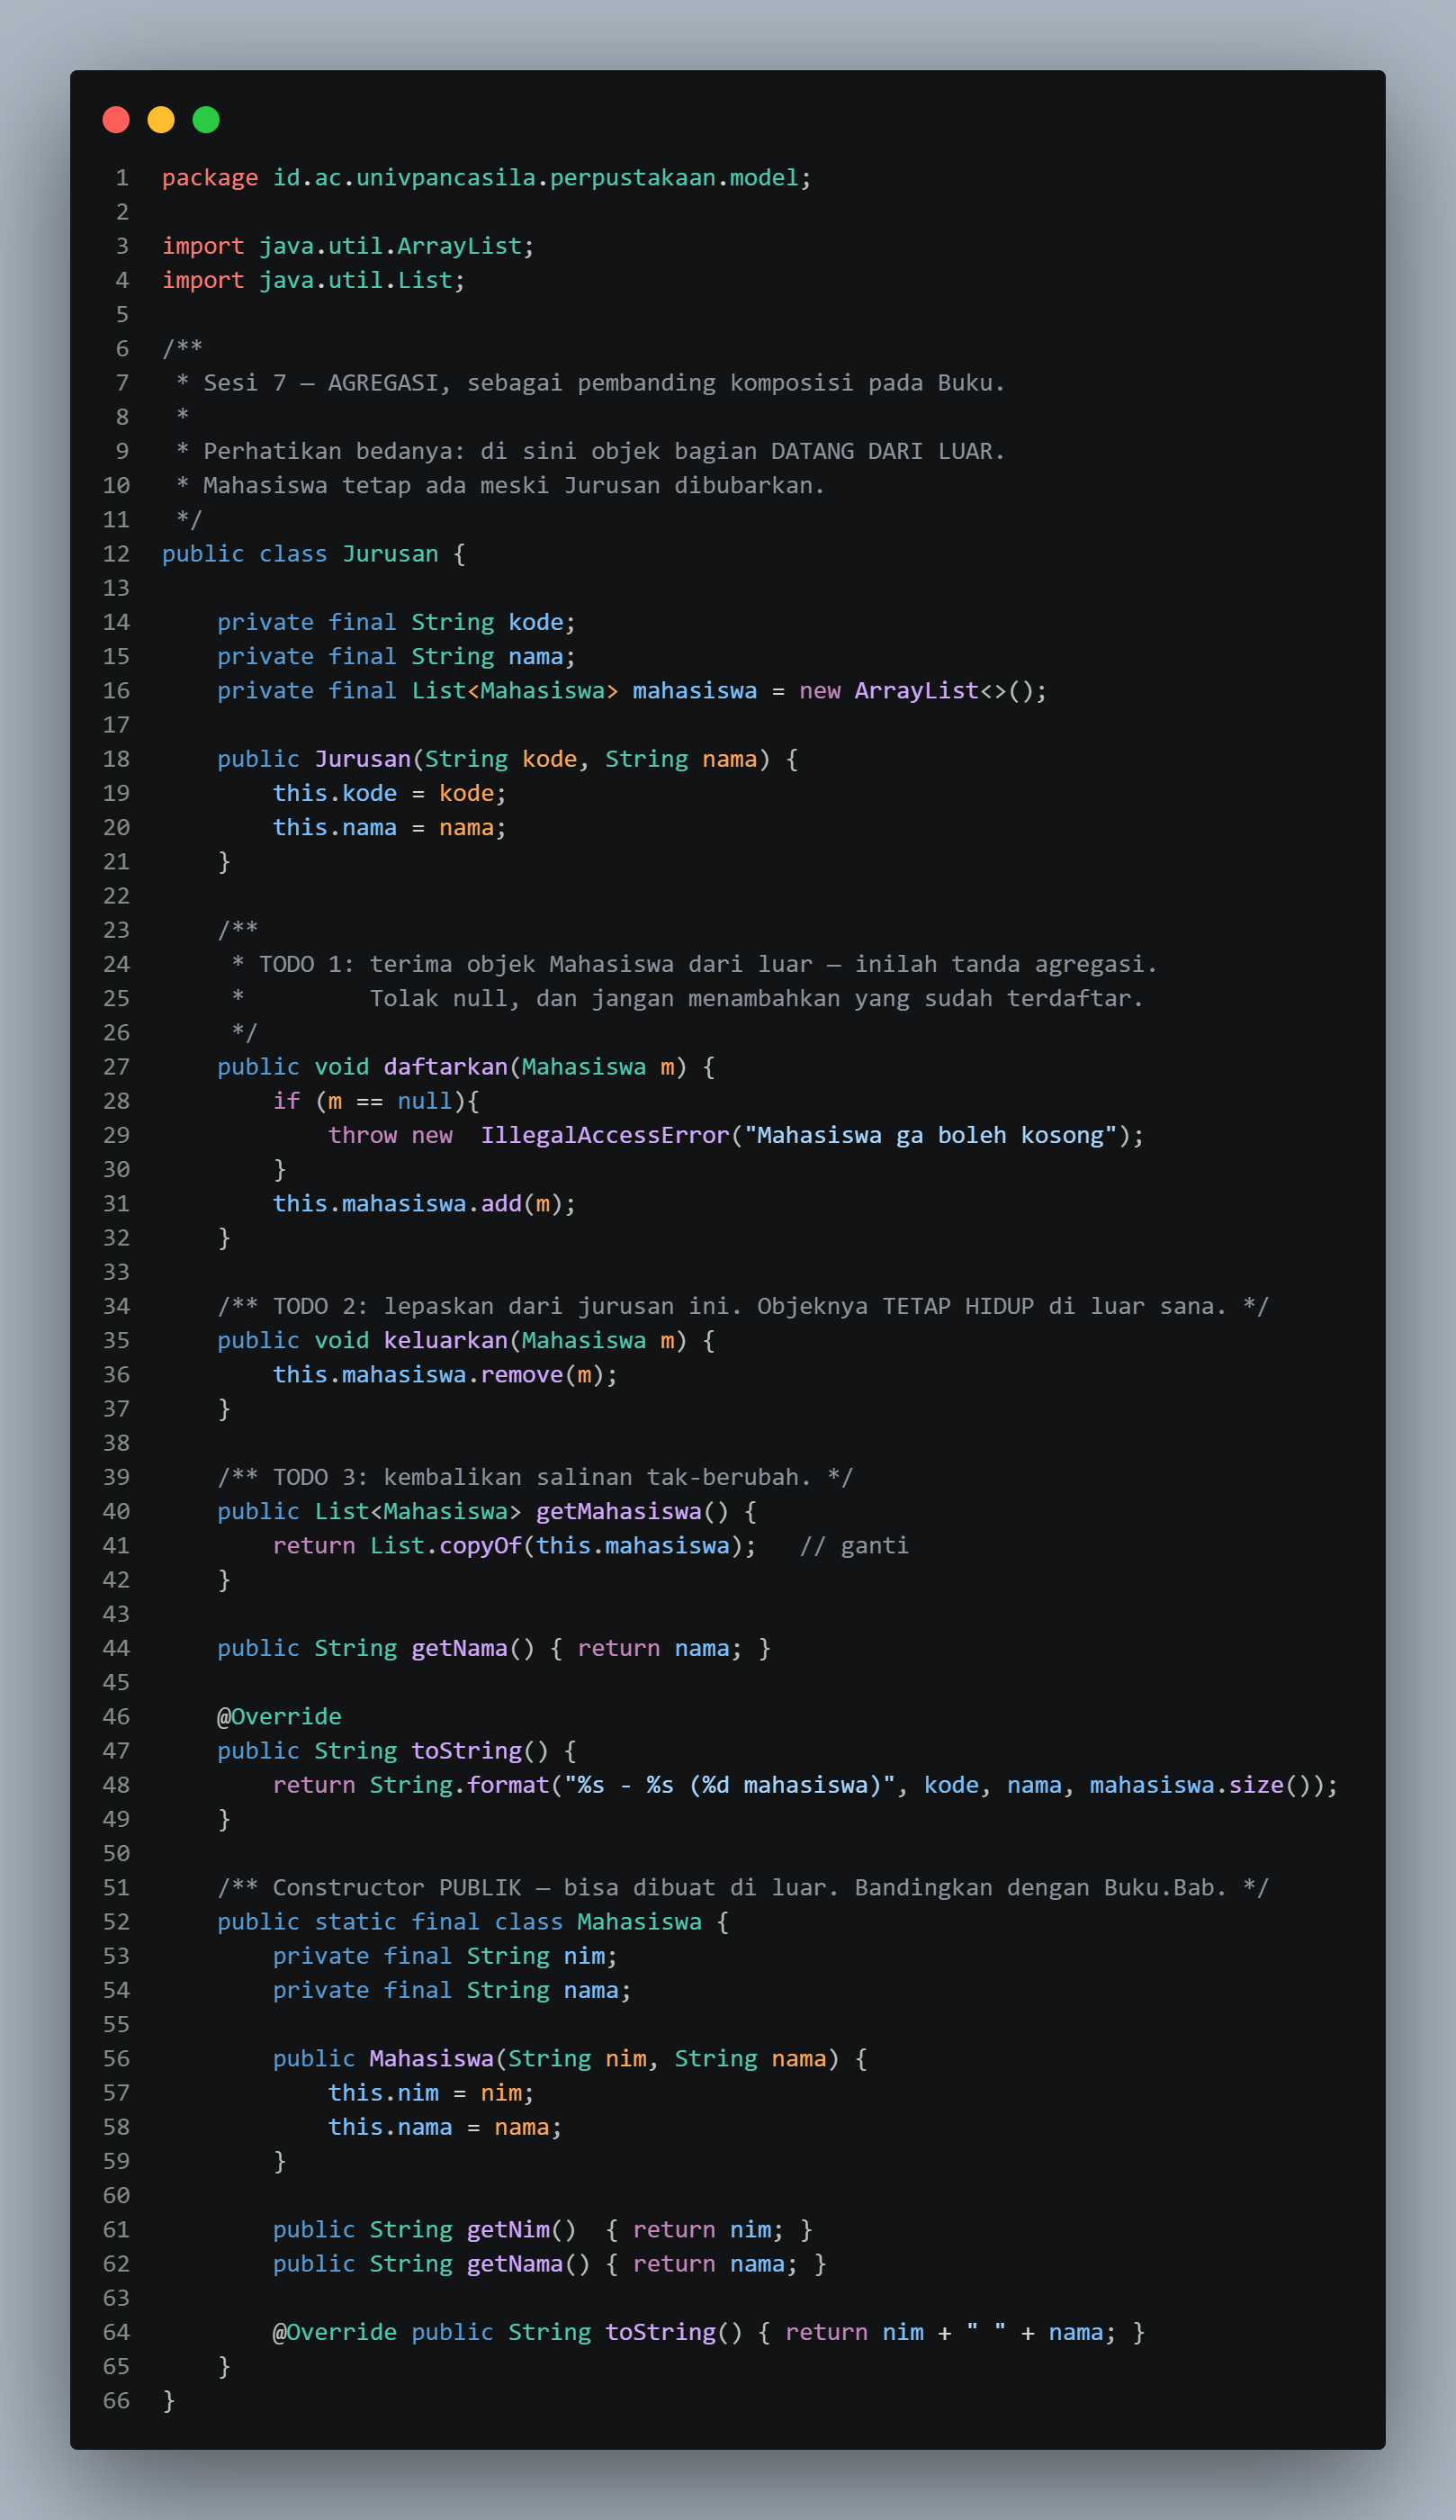 1 package id.ac.univpancasila.perpustakaan.model;
2
3 import java.util.ArrayList;
4 import java.util.List;
5
6 /**
7  * Sesi 7 — AGREGASI, sebagai pembanding komposisi pada Buku.
8  *
9  * Perhatikan bedanya: di sini objek bagian DATANG DARI LUAR.
10  * Mahasiswa tetap ada meski Jurusan dibubarkan.
11  */
12 public class Jurusan {
13
14     private final String kode;
15     private final String nama;
16     private final List<Mahasiswa> mahasiswa = new ArrayList<>();
17
18     public Jurusan(String kode, String nama) {
19         this.kode = kode;
20         this.nama = nama;
21     }
22
23     /**
24      * TODO 1: terima objek Mahasiswa dari luar — inilah tanda agregasi.
25      *         Tolak null, dan jangan menambahkan yang sudah terdaftar.
26      */
27     public void daftarkan(Mahasiswa m) {
28         if (m == null){
29             throw new  IllegalAccessError("Mahasiswa ga boleh kosong");
30         }
31         this.mahasiswa.add(m);
32     }
33
34     /** TODO 2: lepaskan dari jurusan ini. Objeknya TETAP HIDUP di luar sana. */
35     public void keluarkan(Mahasiswa m) {
36         this.mahasiswa.remove(m);
37     }
38
39     /** TODO 3: kembalikan salinan tak-berubah. */
40     public List<Mahasiswa> getMahasiswa() {
41         return List.copyOf(this.mahasiswa);   // ganti
42     }
43
44     public String getNama() { return nama; }
45
46     @Override
47     public String toString() {
48         return String.format("%s - %s (%d mahasiswa)", kode, nama, mahasiswa.size());
49     }
50
51     /** Constructor PUBLIK — bisa dibuat di luar. Bandingkan dengan Buku.Bab. */
52     public static final class Mahasiswa {
53         private final String nim;
54         private final String nama;
55
56         public Mahasiswa(String nim, String nama) {
57             this.nim = nim;
58             this.nama = nama;
59         }
60
61         public String getNim()  { return nim; }
62         public String getNama() { return nama; }
63
64         @Override public String toString() { return nim + " " + nama; }
65     }
66 }